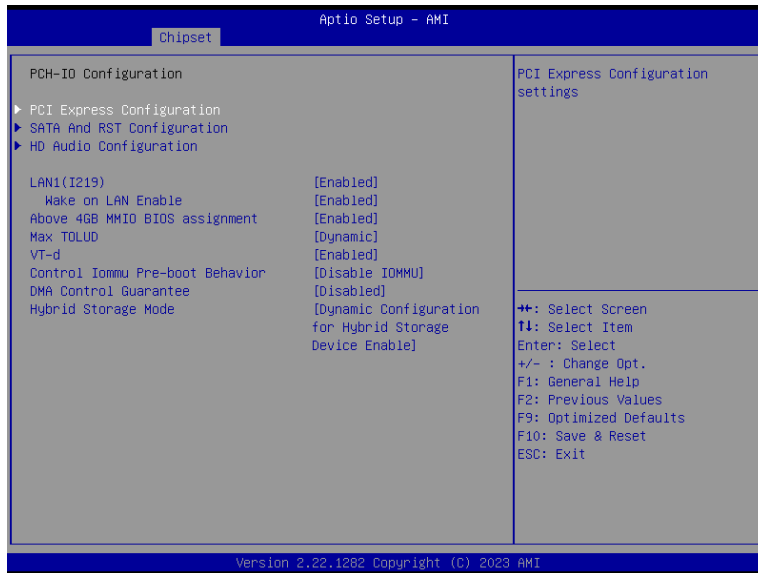 Aptio Setup - AMI
Chipset
PCH-IO Configuration
PCI Express Configuration
SATA And RST Configuration
HD Audio Configuration
LAN1(I219) [Enabled]
Wake on LAN Enable [Enabled]
Above 4GB MMIO BIOS assignment [Enabled]
Max TOLUD [Dynamic]
VT-d [Enabled]
Control Iommu Pre-boot Behavior [Disable IOMMU]
DMA Control Guarantee [Disabled]
Hybrid Storage Mode [Dynamic Configuration
for Hybrid Storage
Device Enable]
PCI Express Configuration
settings
→←: Select Screen
↑↓: Select Item
Enter: Select
+/- : Change Opt.
F1: General Help
F2: Previous Values
F9: Optimized Defaults
F10: Save & Reset
ESC: Exit
Version 2.22.1282 Copyright (C) 2023 AMI